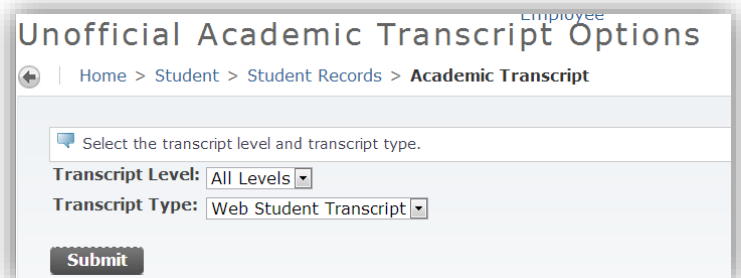 Employee
Unofficial Academic Transcript Options
Home > Student > Student Records > Academic Transcript
Select the transcript level and transcript type.
Transcript Level: All Levels
Transcript Type: Web Student Transcript
Submit